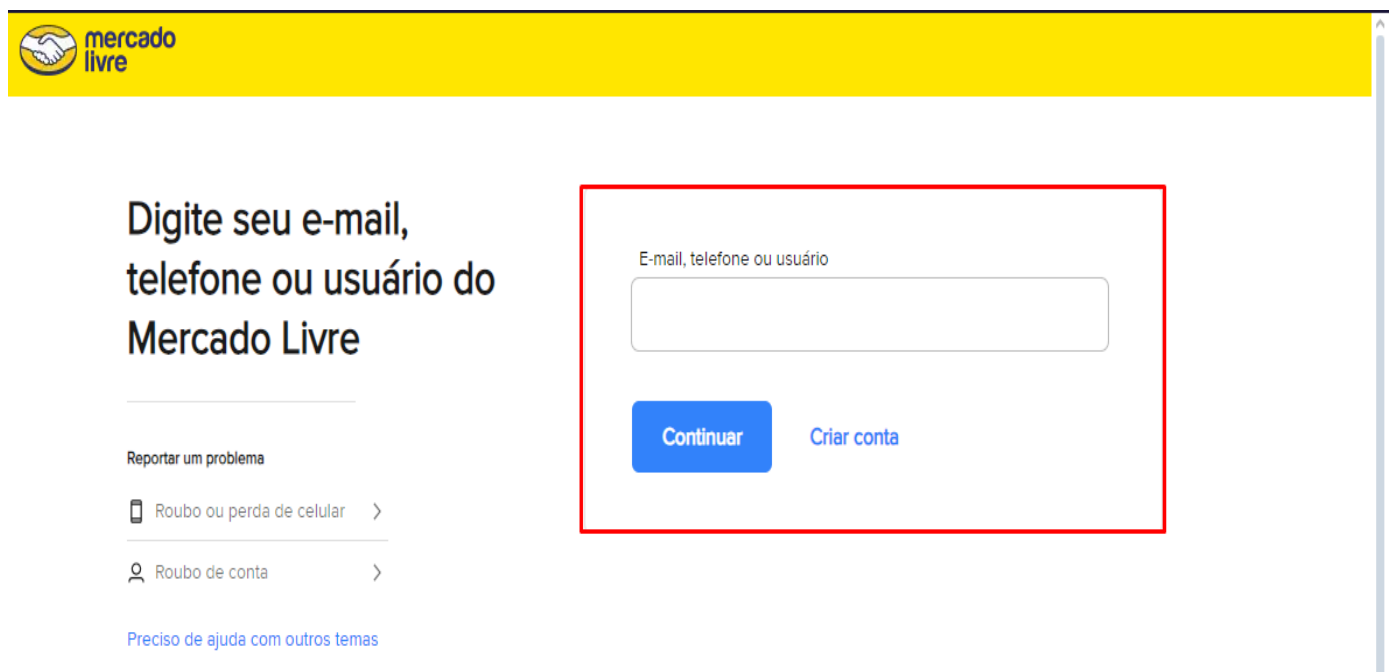 mercado
livre
Digite seu e-mail,
telefone ou usuário do
Mercado Livre
Reportar um problema
Roubo ou perda de celular
Roubo de conta
Preciso de ajuda com outros temas
E-mail, telefone ou usuário
Continuar
Criar conta